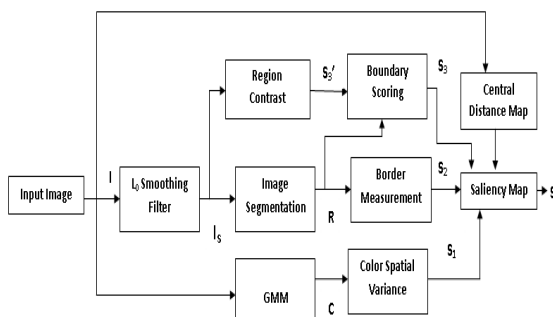 Region
Contrast
S₃′
Boundary
Scoring
S₃
Central
Distance Map
Input Image
I
L₀ Smoothing
Filter
Iₛ
Image
Segmentation
R
Border
Measurement
S₂
Saliency Map
S
GMM
C
Color Spatial
Variance
S₁